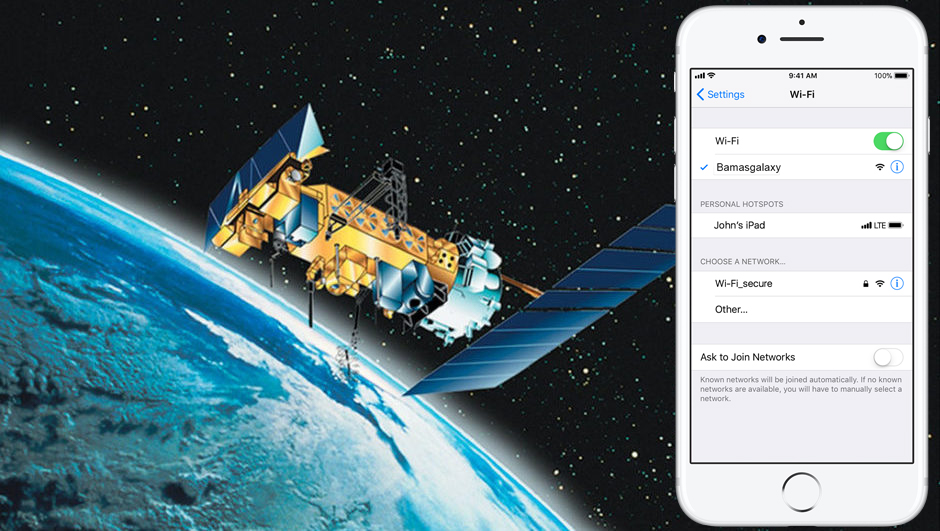 9:41 AM 100%
Settings Wi-Fi
Wi-Fi
Bamasgalaxy
PERSONAL HOTSPOTS
John's iPad LTE
CHOOSE A NETWORK...
Wi-Fi_secure
Other...
Ask to Join Networks
Known networks will be joined automatically. If no known
networks are available, you will have to manually select a
network.